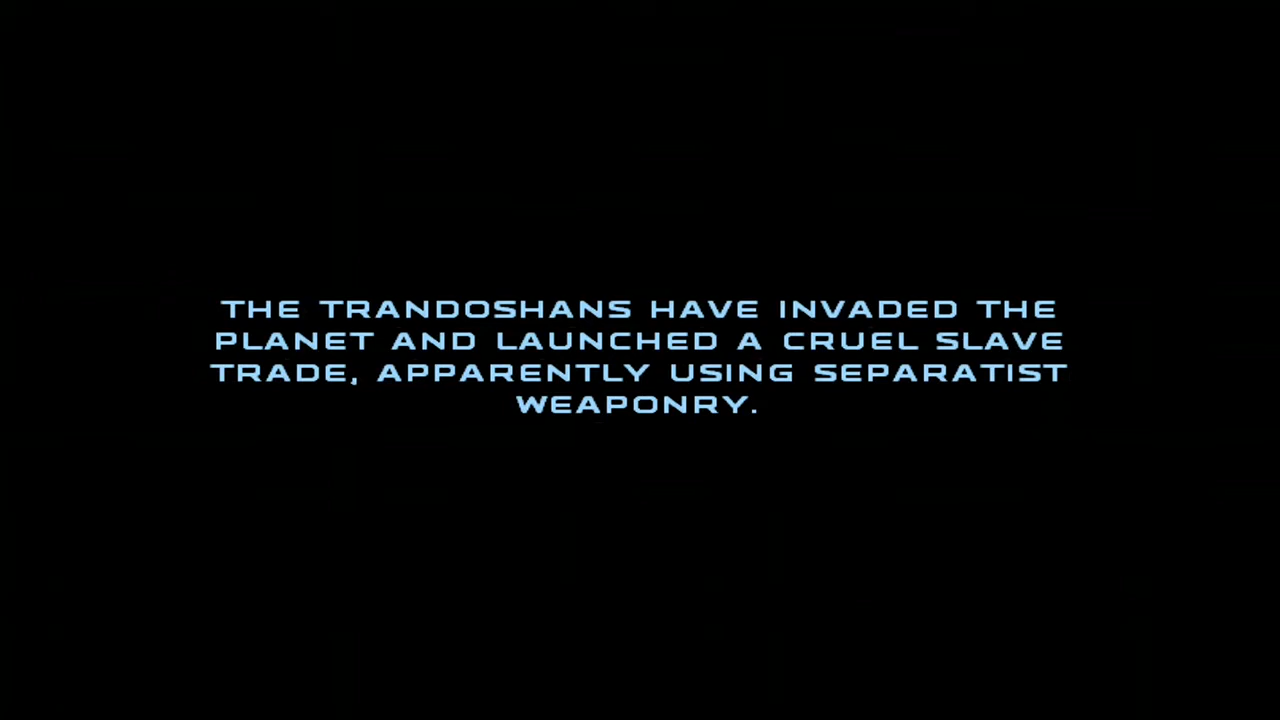 THE TRANDOSHANS HAVE INVADED THE
PLANET AND LAUNCHED A CRUEL SLAVE
TRADE, APPARENTLY USING SEPARATIST
WEAPONRY.